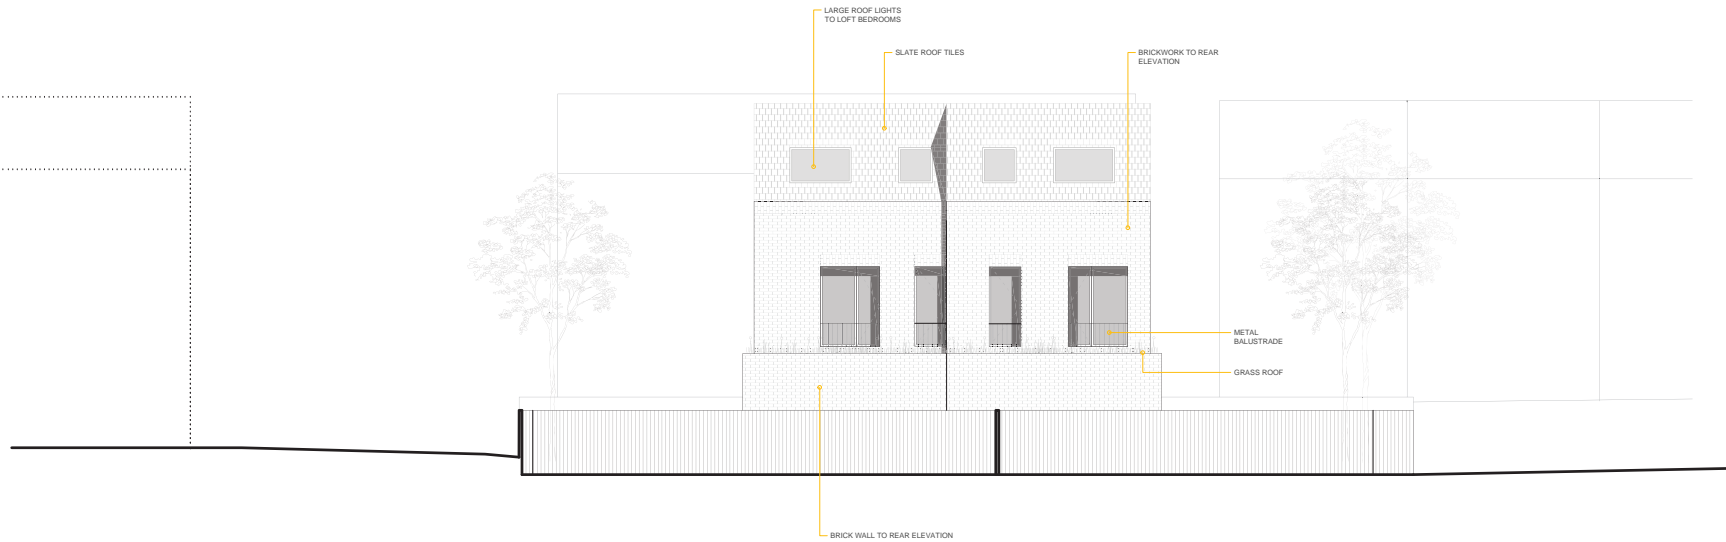 LARGE ROOF LIGHTS
TO LOFT BEDROOMS
SLATE ROOF TILES
BRICKWORK TO REAR
ELEVATION
METAL
BALUSTRADE
GRASS ROOF
BRICK WALL TO REAR ELEVATION